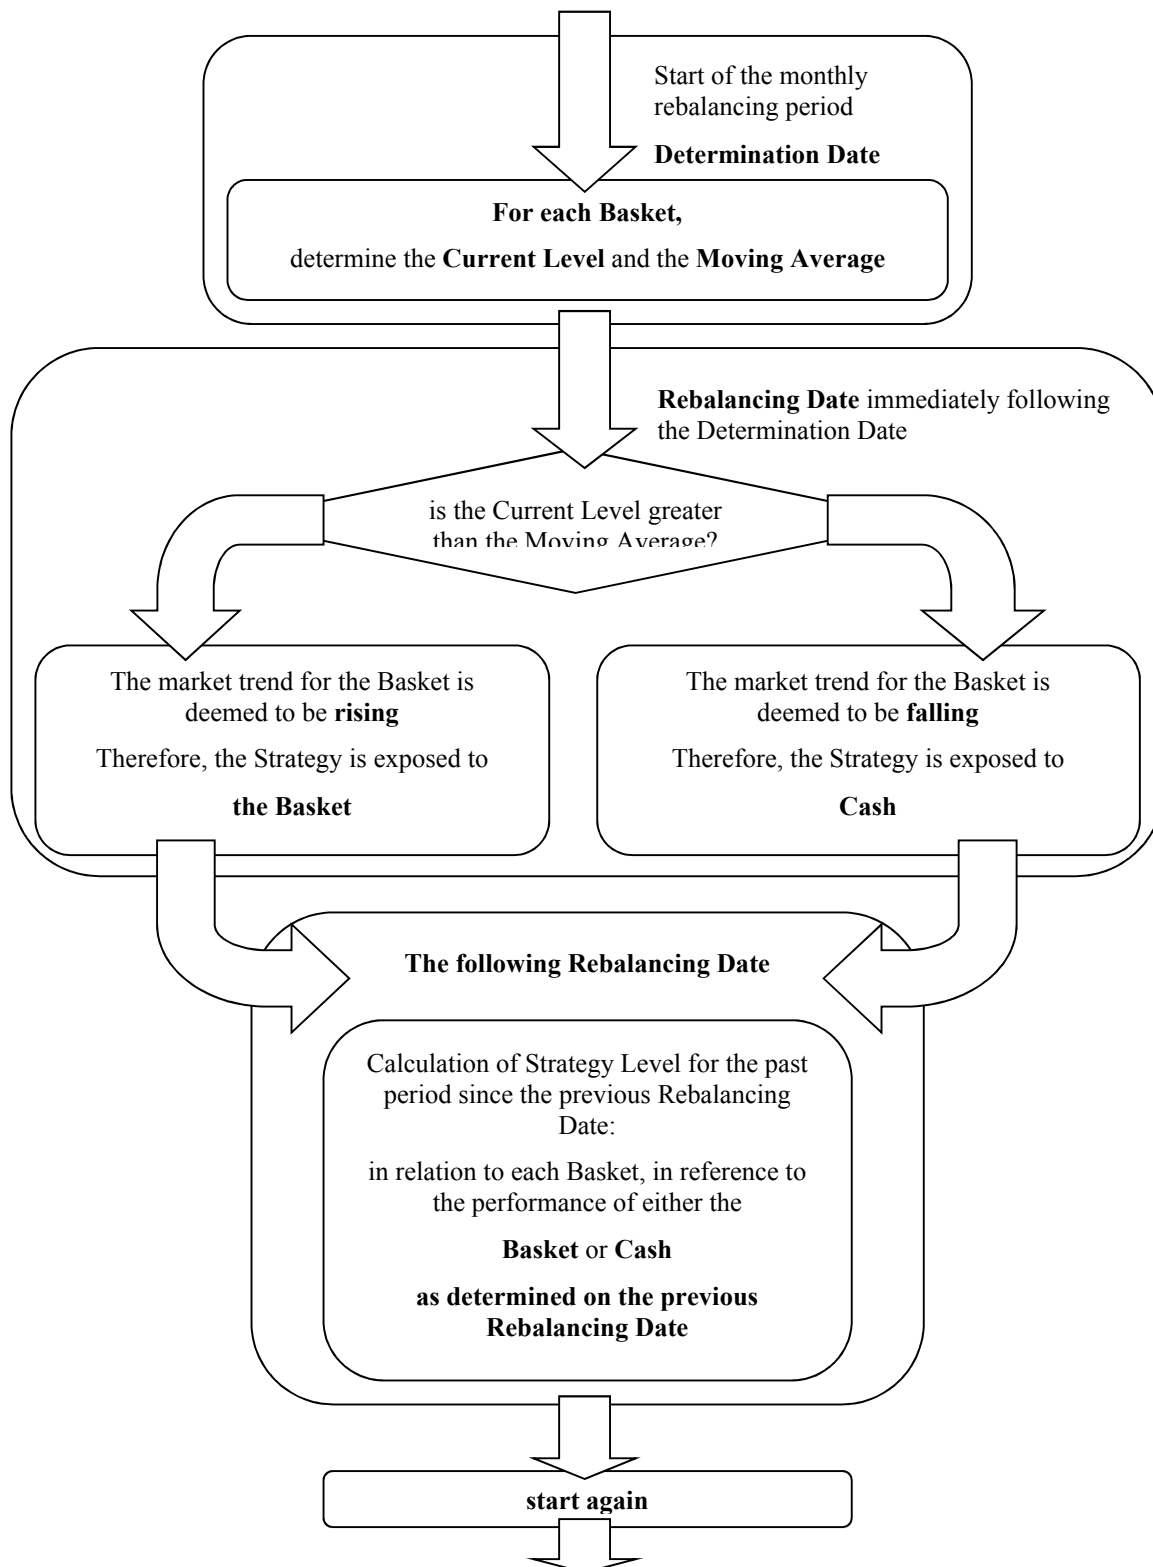 Start of the monthly
rebalancing period
Determination Date
For each Basket,
determine the Current Level and the Moving Average
Rebalancing Date immediately following
the Determination Date
is the Current Level greater
than the Moving Average?
The market trend for the Basket is
deemed to be rising
Therefore, the Strategy is exposed to
the Basket
The market trend for the Basket is
deemed to be falling
Therefore, the Strategy is exposed to
Cash
The following Rebalancing Date
Calculation of Strategy Level for the past
period since the previous Rebalancing
Date:
in relation to each Basket, in reference to
the performance of either the
Basket or Cash
as determined on the previous
Rebalancing Date
start again